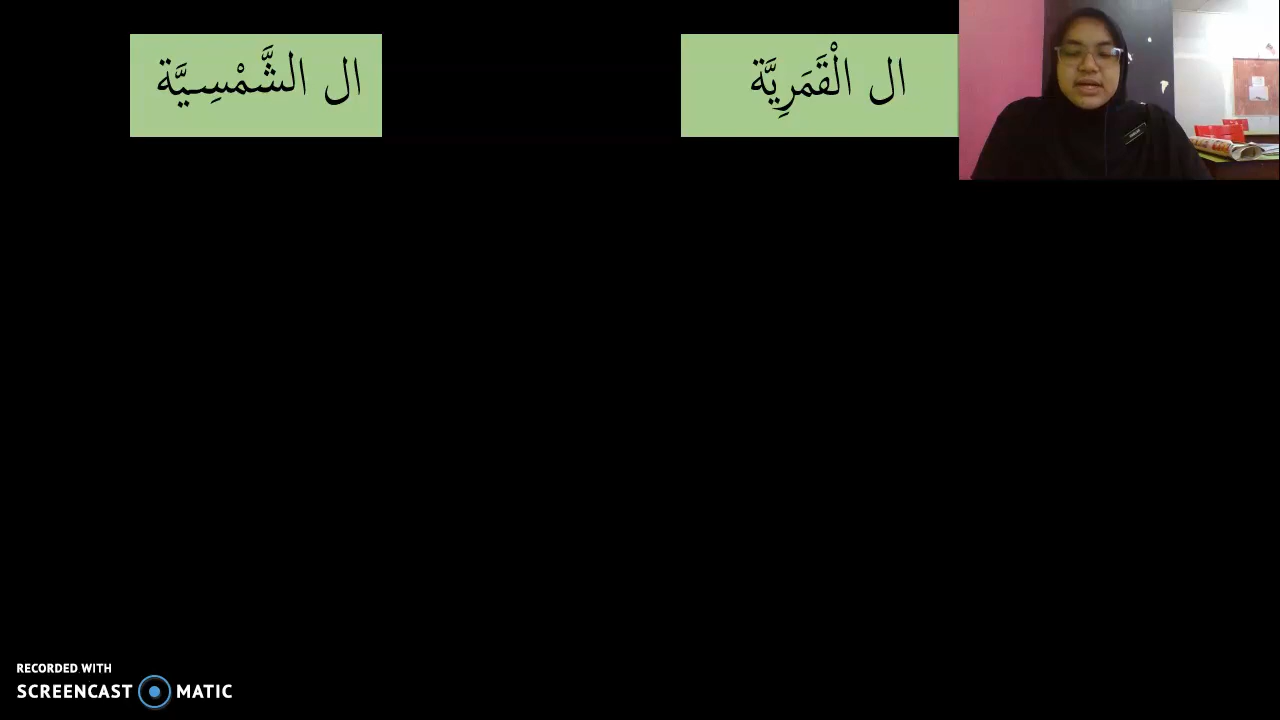 ال الْقَمَرِيَّة
ال الشَّمْسِيَّة
RECORDED WITH
SCREENCAST MATIC